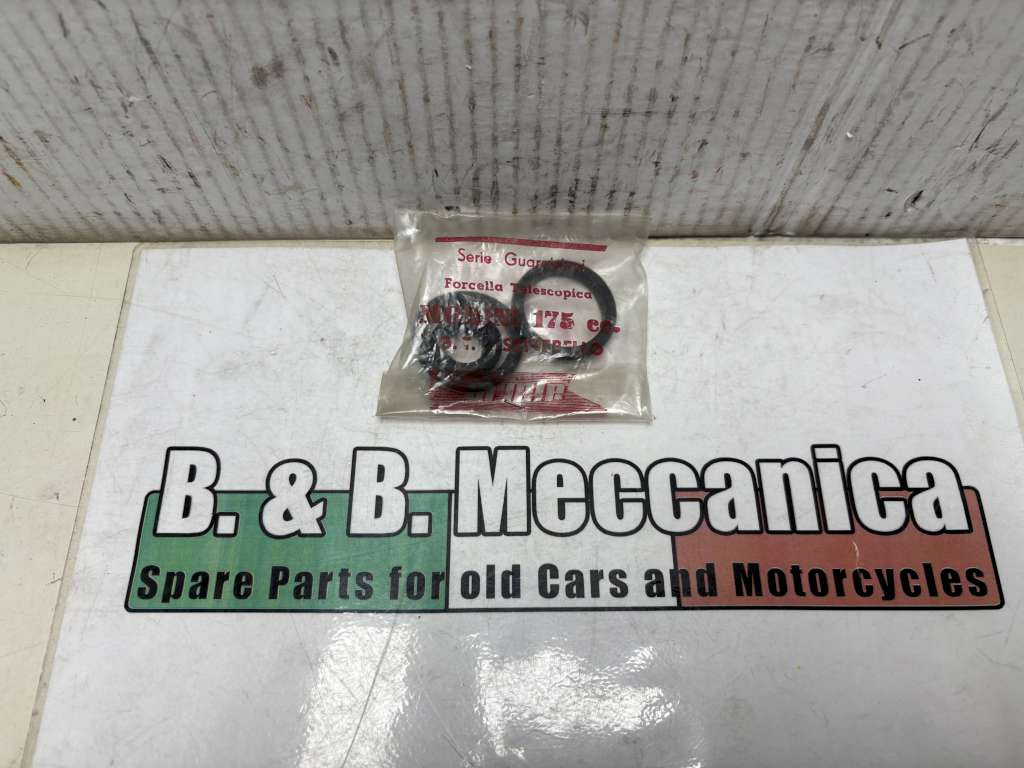 Serie Guarnizioni
Forcella Telescopica
175 cc.
S. T.
B. & B. Meccanica
Spare Parts for old Cars and Motorcycles